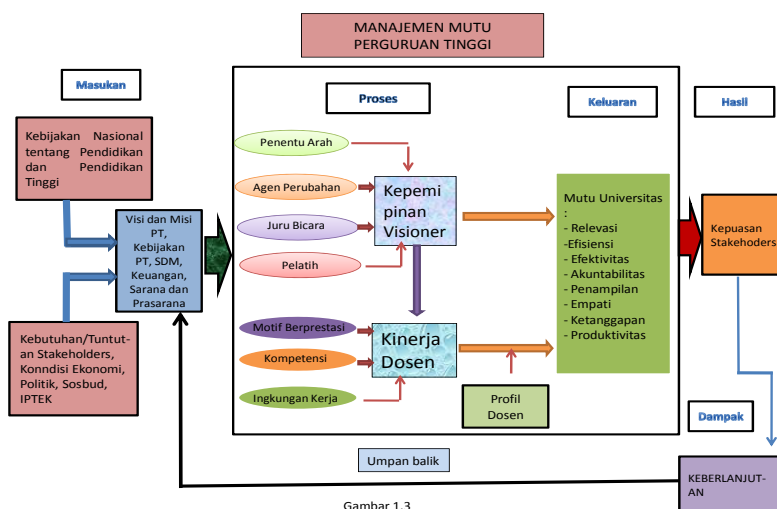 MANAJEMEN MUTU
PERGURUAN TINGGI
Masukan
Proses
Keluaran
Hasil
Kebijakan Nasional
tentang Pendidikan
dan Pendidikan
Tinggi
Visi dan Misi
PT,
Kebijakan
PT, SDM,
Keuangan,
Sarana dan
Prasarana
Kebutuhan/Tuntut-
an Stakeholders,
Konndisi Ekonomi,
Politik, Sosbud,
IPTEK
Penentu Arah
Agen Perubahan
Juru Bicara
Pelatih
Kepemi
pinan
Visioner
Motif Berprestasi
Kompetensi
Ingkungan Kerja
Kinerja
Dosen
Profil
Dosen
Mutu Universitas
:
- Relevasi
-Efisiensi
- Efektivitas
- Akuntabilitas
- Penampilan
- Empati
- Ketanggapan
- Produktivitas
Kepuasan
Stakehoders
Dampak
KEBERLANJUT-
AN
Umpan balik
Gambar 1.3